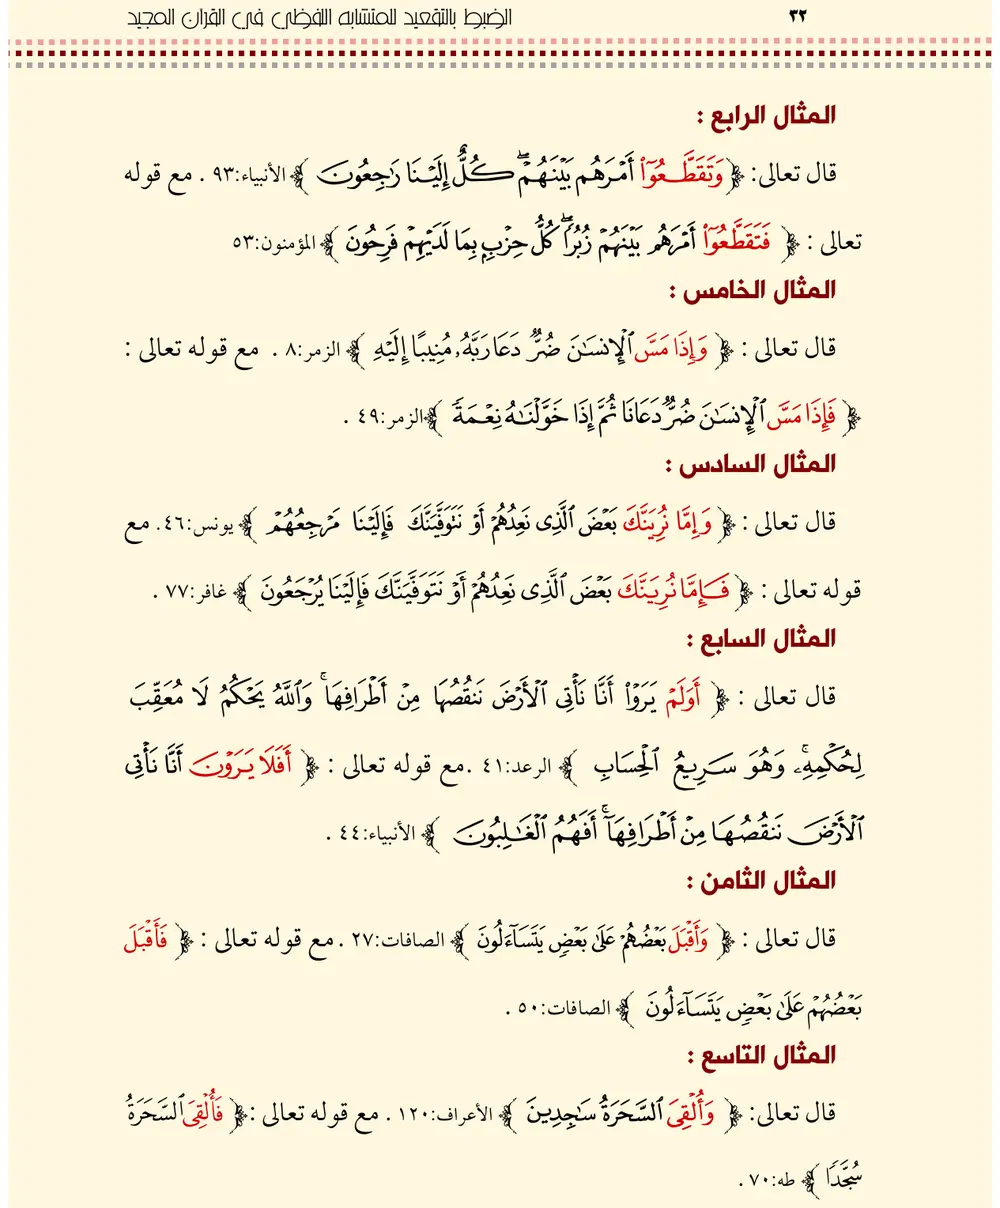 ٣٢ الضبط بالتقعيد للمتشابه اللفظي في القرآن المجيد
المثال الرابع :
قال تعالى: ﴿ وَتَقَطَّعُوٓا۟ أَمْرَهُم بَيْنَهُمْ ۖ كُلٌّ إِلَيْنَا رَٰجِعُونَ ﴾ الأنبياء:٩٣ . مع قوله
تعالى : ﴿ فَتَقَطَّعُوٓا۟ أَمْرَهُم بَيْنَهُمْ زُبُرًا ۖ كُلُّ حِزْبٍۭ بِمَا لَدَيْهِمْ فَرِحُونَ ﴾ المؤمنون:٥٣
المثال الخامس :
قال تعالى : ﴿ وَإِذَا مَسَّ ٱلْإِنسَٰنَ ضُرٌّ دَعَا رَبَّهُۥ مُنِيبًا إِلَيْهِ ﴾ الزمر:٨ . مع قوله تعالى :
﴿ فَإِذَا مَسَّ ٱلْإِنسَٰنَ ضُرٌّ دَعَانَا ثُمَّ إِذَا خَوَّلْنَٰهُ نِعْمَةً ﴾ الزمر:٤٩ .
المثال السادس :
قال تعالى : ﴿ وَإِمَّا نُرِيَنَّكَ بَعْضَ ٱلَّذِى نَعِدُهُمْ أَوْ نَتَوَفَّيَنَّكَ فَإِلَيْنَا مَرْجِعُهُمْ ﴾ يونس:٤٦. مع
قوله تعالى : ﴿ فَإِمَّا نُرِيَنَّكَ بَعْضَ ٱلَّذِى نَعِدُهُمْ أَوْ نَتَوَفَّيَنَّكَ فَإِلَيْنَا يُرْجَعُونَ ﴾ غافر:٧٧ .
المثال السابع :
قال تعالى : ﴿ أَوَلَمْ يَرَوْا۟ أَنَّا نَأْتِى ٱلْأَرْضَ نَنقُصُهَا مِنْ أَطْرَافِهَا ۚ وَٱللَّهُ يَحْكُمُ لَا مُعَقِّبَ
لِحُكْمِهِۦ ۚ وَهُوَ سَرِيعُ ٱلْحِسَابِ ﴾ الرعد:٤١ .مع قوله تعالى : ﴿ أَفَلَا يَرَوْنَ أَنَّا نَأْتِى
ٱلْأَرْضَ نَنقُصُهَا مِنْ أَطْرَافِهَآ ۚ أَفَهُمُ ٱلْغَٰلِبُونَ ﴾ الأنبياء:٤٤ .
المثال الثامن :
قال تعالى : ﴿ وَأَقْبَلَ بَعْضُهُمْ عَلَىٰ بَعْضٍ يَتَسَآءَلُونَ ﴾ الصافات:٢٧ . مع قوله تعالى : ﴿ فَأَقْبَلَ
بَعْضُهُمْ عَلَىٰ بَعْضٍ يَتَسَآءَلُونَ ﴾ الصافات:٥٠ .
المثال التاسع :
قال تعالى: ﴿ وَأُلْقِىَ ٱلسَّحَرَةُ سَٰجِدِينَ ﴾ الأعراف:١٢٠ . مع قوله تعالى :﴿ فَأُلْقِىَ ٱلسَّحَرَةُ
سُجَّدًا ﴾ طه:٧٠ .